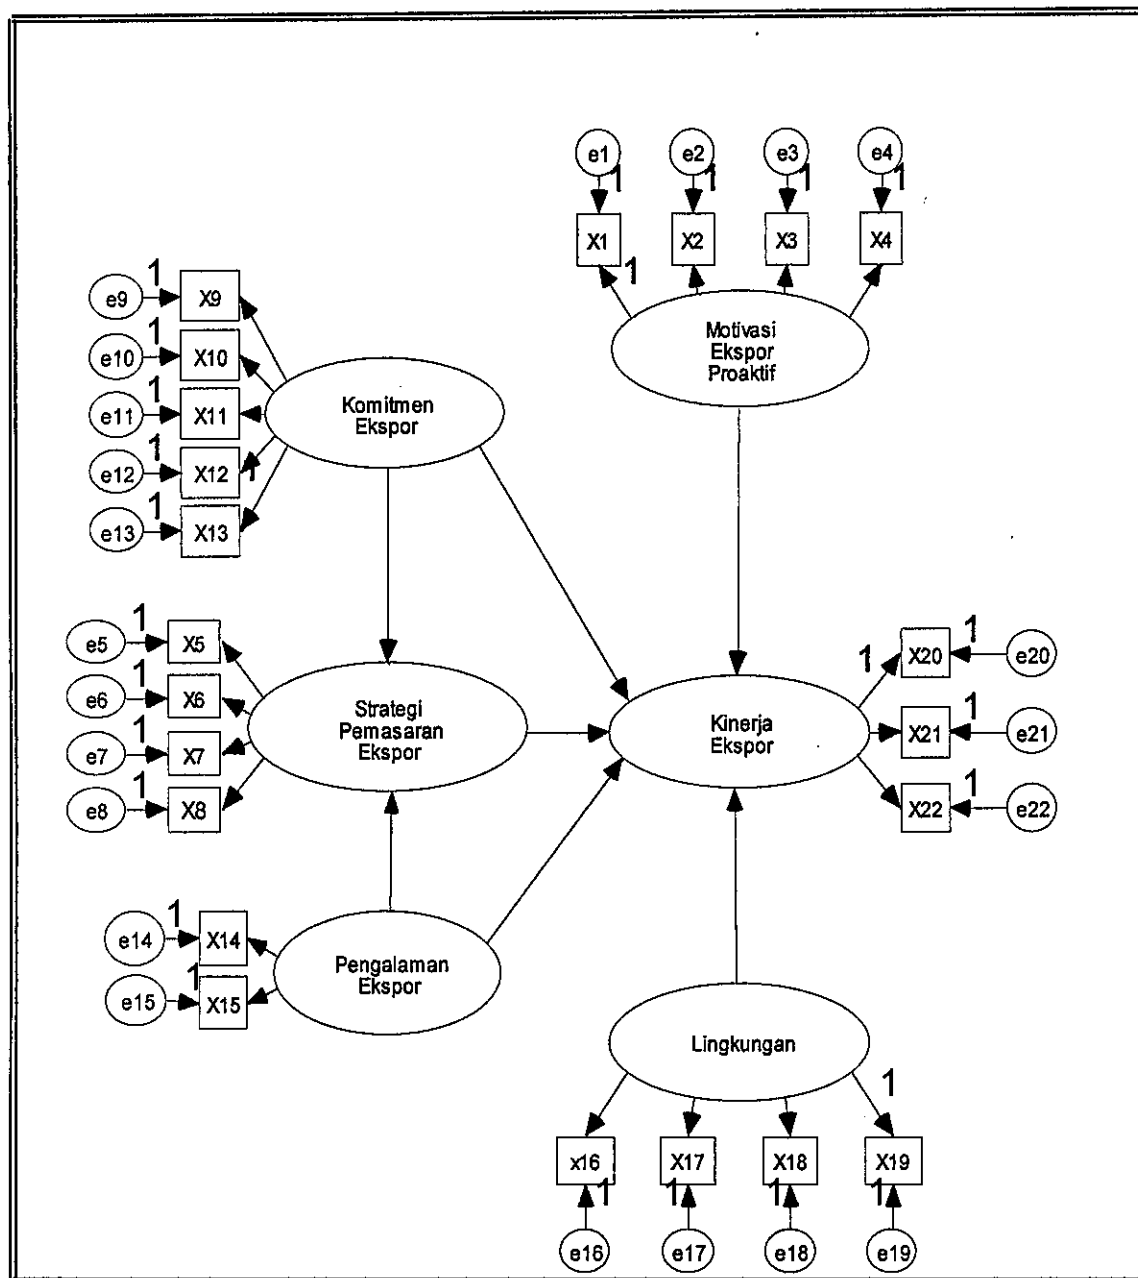 e1 e2 e3 e4
1 1 1 1
X1 X2 X3 X4
1
Motivasi
Ekspor
Proaktif
1
e9 X9
1
e10 X10
1
e11 X11
1
e12 X12 1
1
e13 X13
Komitmen
Ekspor
1
e5 X5
1
e6 X6
1
e7 X7
1
e8 X8
Strategi
Pemasaran
Ekspor
Kinerja
Ekspor
1 X20 1 e20
X21 1 e21
X22 1 e22
1
e14 X14
1
e15 X15
Pengalaman
Ekspor
Lingkungan
1
x16 X17 X18 X19
1 1 1 1
e16 e17 e18 e19